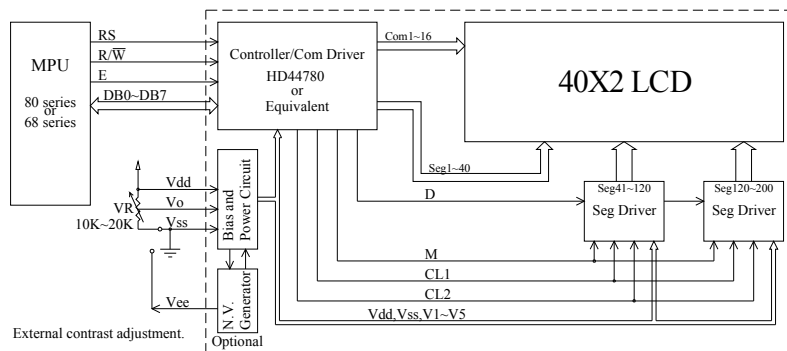 MPU
80 series
or
68 series
RS
R/W̅
E
DB0~DB7
Controller/Com Driver
HD44780
or
Equivalent
Com1~16
40X2 LCD
Seg1~40
D
Seg41~120
Seg Driver
Seg120~200
Seg Driver
Vdd
Vo
Vss
VR
10K~20K
Bias and
Power Circuit
M
CL1
CL2
Vdd,Vss,V1~V5
Vee
N.V.
Generator
Optional
External contrast adjustment.